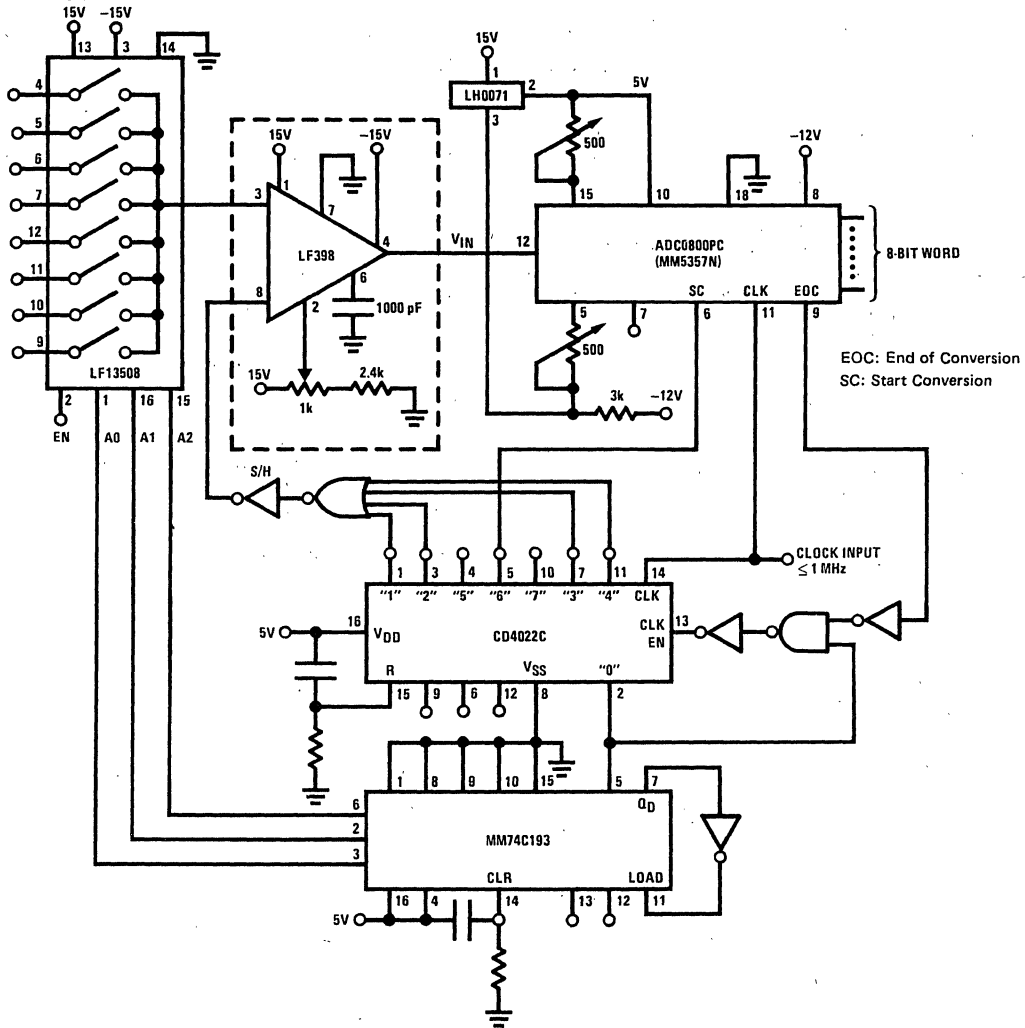 15V -15V
13 3 14
4
5
6
7
12
11
10
9
LF13508
2 1 16 15
EN A0 A1 A2
15V -15V
1 7 4
3
LF398
8 2 6
1000 pF
15V 2.4k
1k
15V
1
LH0071 2 5V
3
500
-12V
15 10 18 8
VIN 12
ADC0800PC
(MM5357N)
8-BIT WORD
SC CLK EOC
5 7 6 11 9
500
3k -12V
EOC: End of Conversion
SC: Start Conversion
S/H
CLOCK INPUT
≤ 1 MHz
1 3 4 5 10 7 11 14
"1" "2" "5" "6" "7" "3" "4" CLK
5V 16 VDD
CD4022C
CLK
EN
13
R VSS "0"
15 9 6 12 8 2
1 8 9 10 15 5 7
QD
6
2
3
MM74C193
CLR LOAD
16 4 14 13 12 11
5V